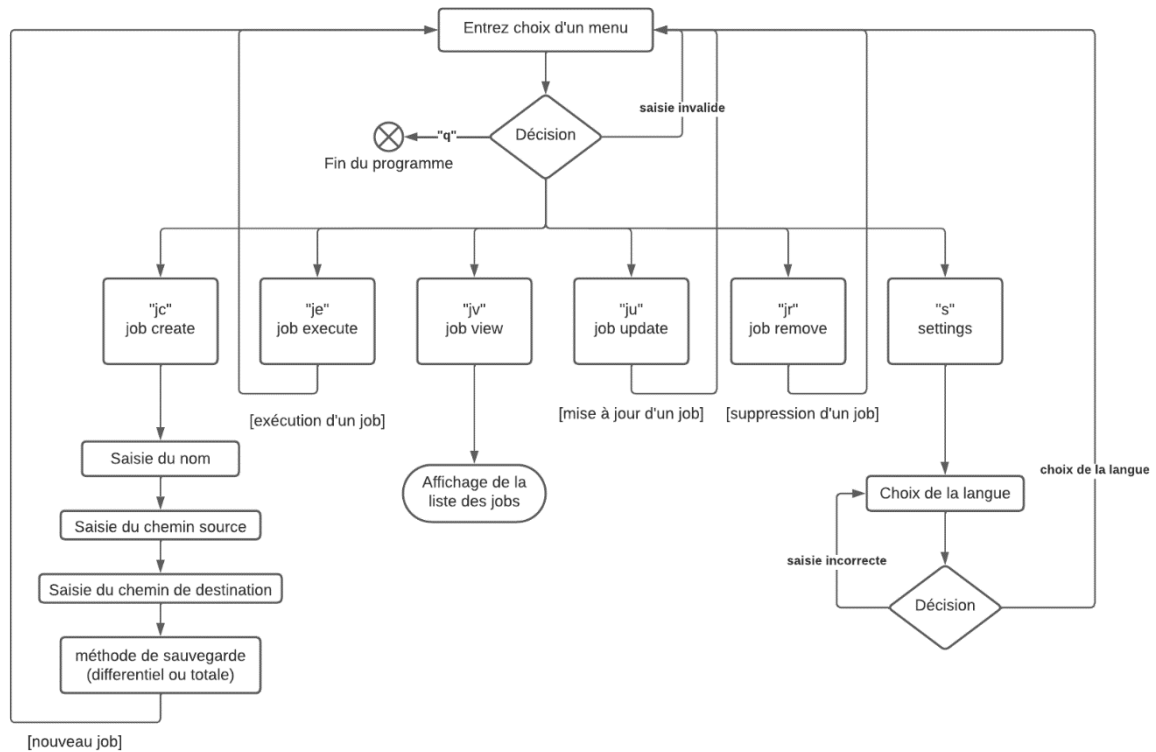 Entrez choix d'un menu
saisie invalide
"q"
Décision
Fin du programme
"jc"
job create
"je"
job execute
"jv"
job view
"ju"
job update
"jr"
job remove
"s"
settings
[exécution d'un job]
[mise à jour d'un job]
[suppression d'un job]
Saisie du nom
Affichage de la
liste des jobs
choix de la langue
Choix de la langue
Saisie du chemin source
saisie incorrecte
Saisie du chemin de destination
Décision
méthode de sauvegarde
(differentiel ou totale)
[nouveau job]